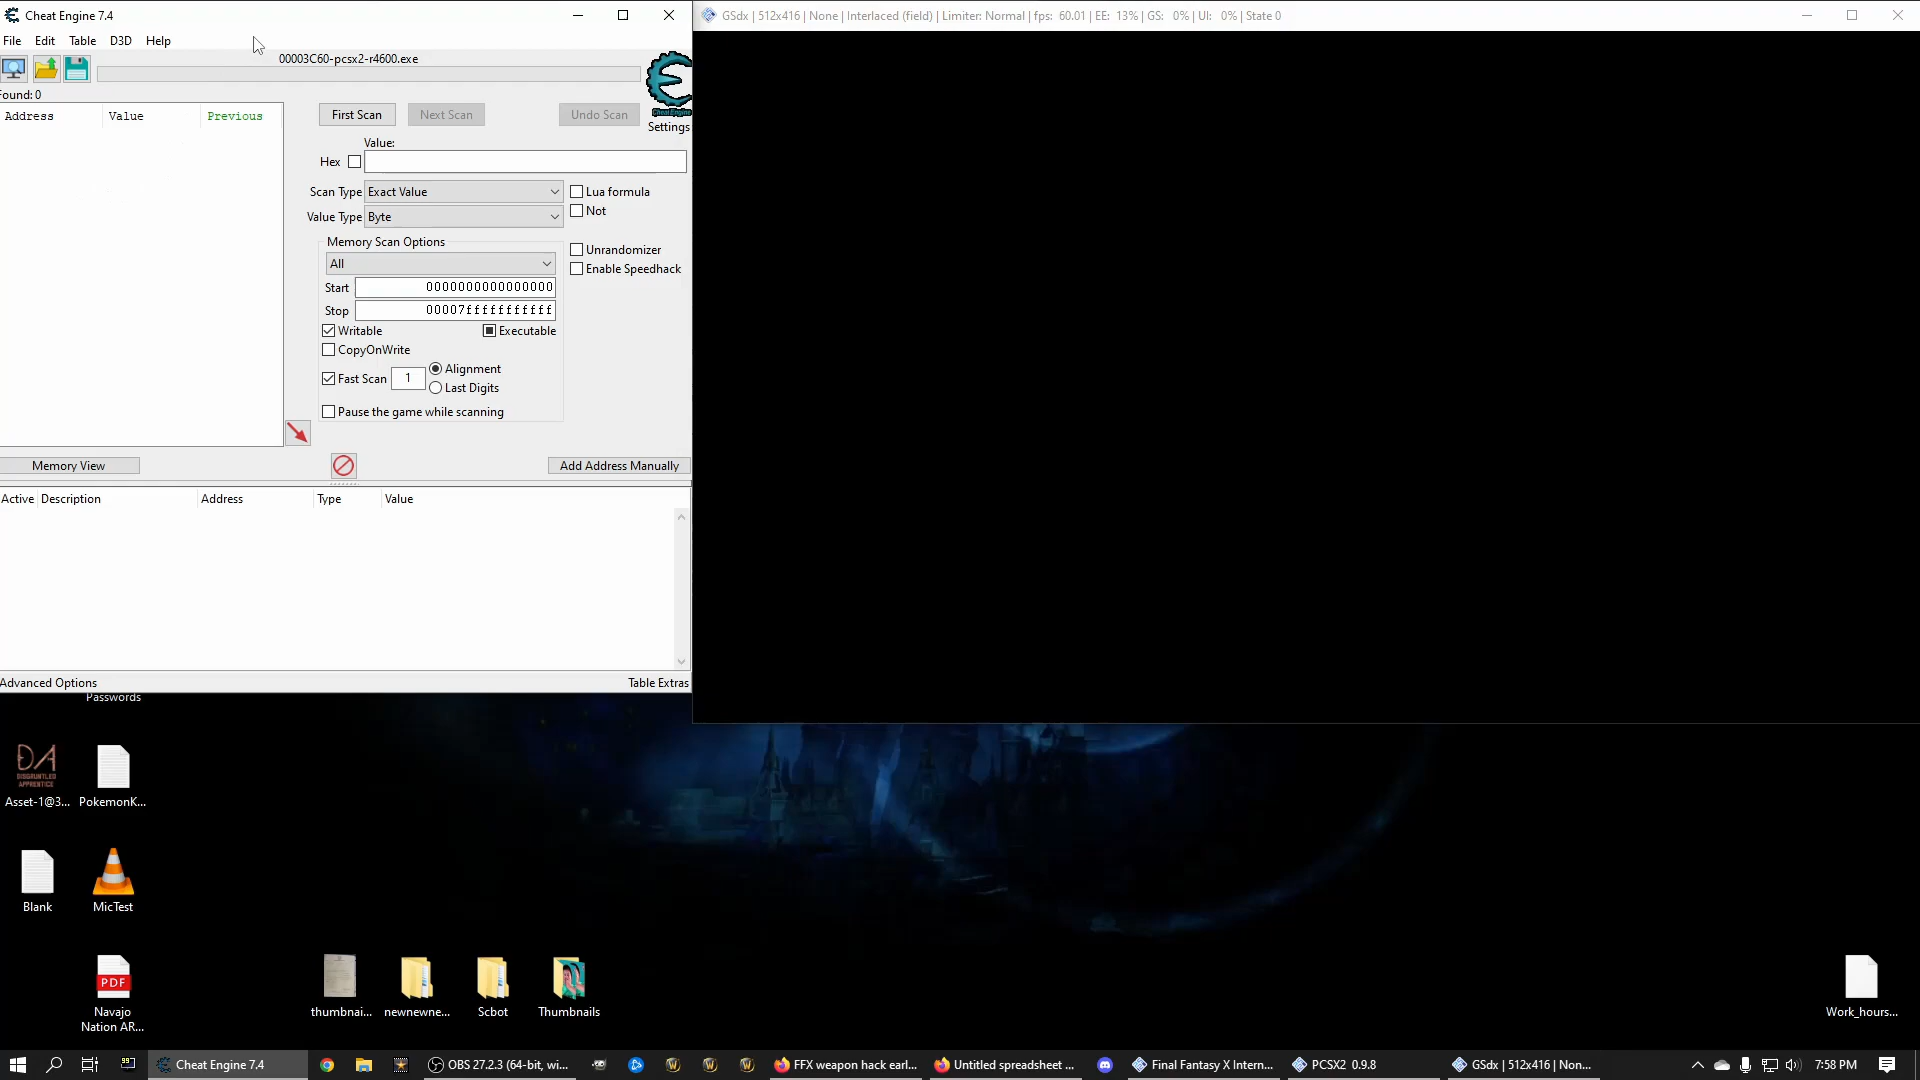 Cheat Engine 7.4
File Edit Table D3D Help
00003C60-pcsx2-r4600.exe
Found: 0
Address Value Previous
First Scan Next Scan Undo Scan
Cheat Engine
Settings
Value:
Hex
Scan Type Exact Value Lua formula
Not
Value Type Byte
Memory Scan Options
All
Unrandomizer
Enable Speedhack
Start 0000000000000000
Stop 00007fffffffffff
Writable Executable
CopyOnWrite
Fast Scan 1 Alignment
Last Digits
Pause the game while scanning
Memory View Add Address Manually
Active Description Address Type Value
Advanced Options Table Extras
GSdx | 512x416 | None | Interlaced (field) | Limiter: Normal | fps: 60.01 | EE: 13% | GS: 0% | UI: 0% | State 0
Passwords
DA
DISGRUNTLED
APPRENTICE
Asset-1@3... PokemonK...
Blank MicTest
PDF
Navajo
Nation AR...
thumbnai... newnewne... Scbot Thumbnails
Work_hours...
Cheat Engine 7.4 OBS 27.2.3 (64-bit, wi... FFX weapon hack earl... Untitled spreadsheet ... Final Fantasy X Intern... PCSX2 0.9.8 GSdx | 512x416 | Non... 7:58 PM